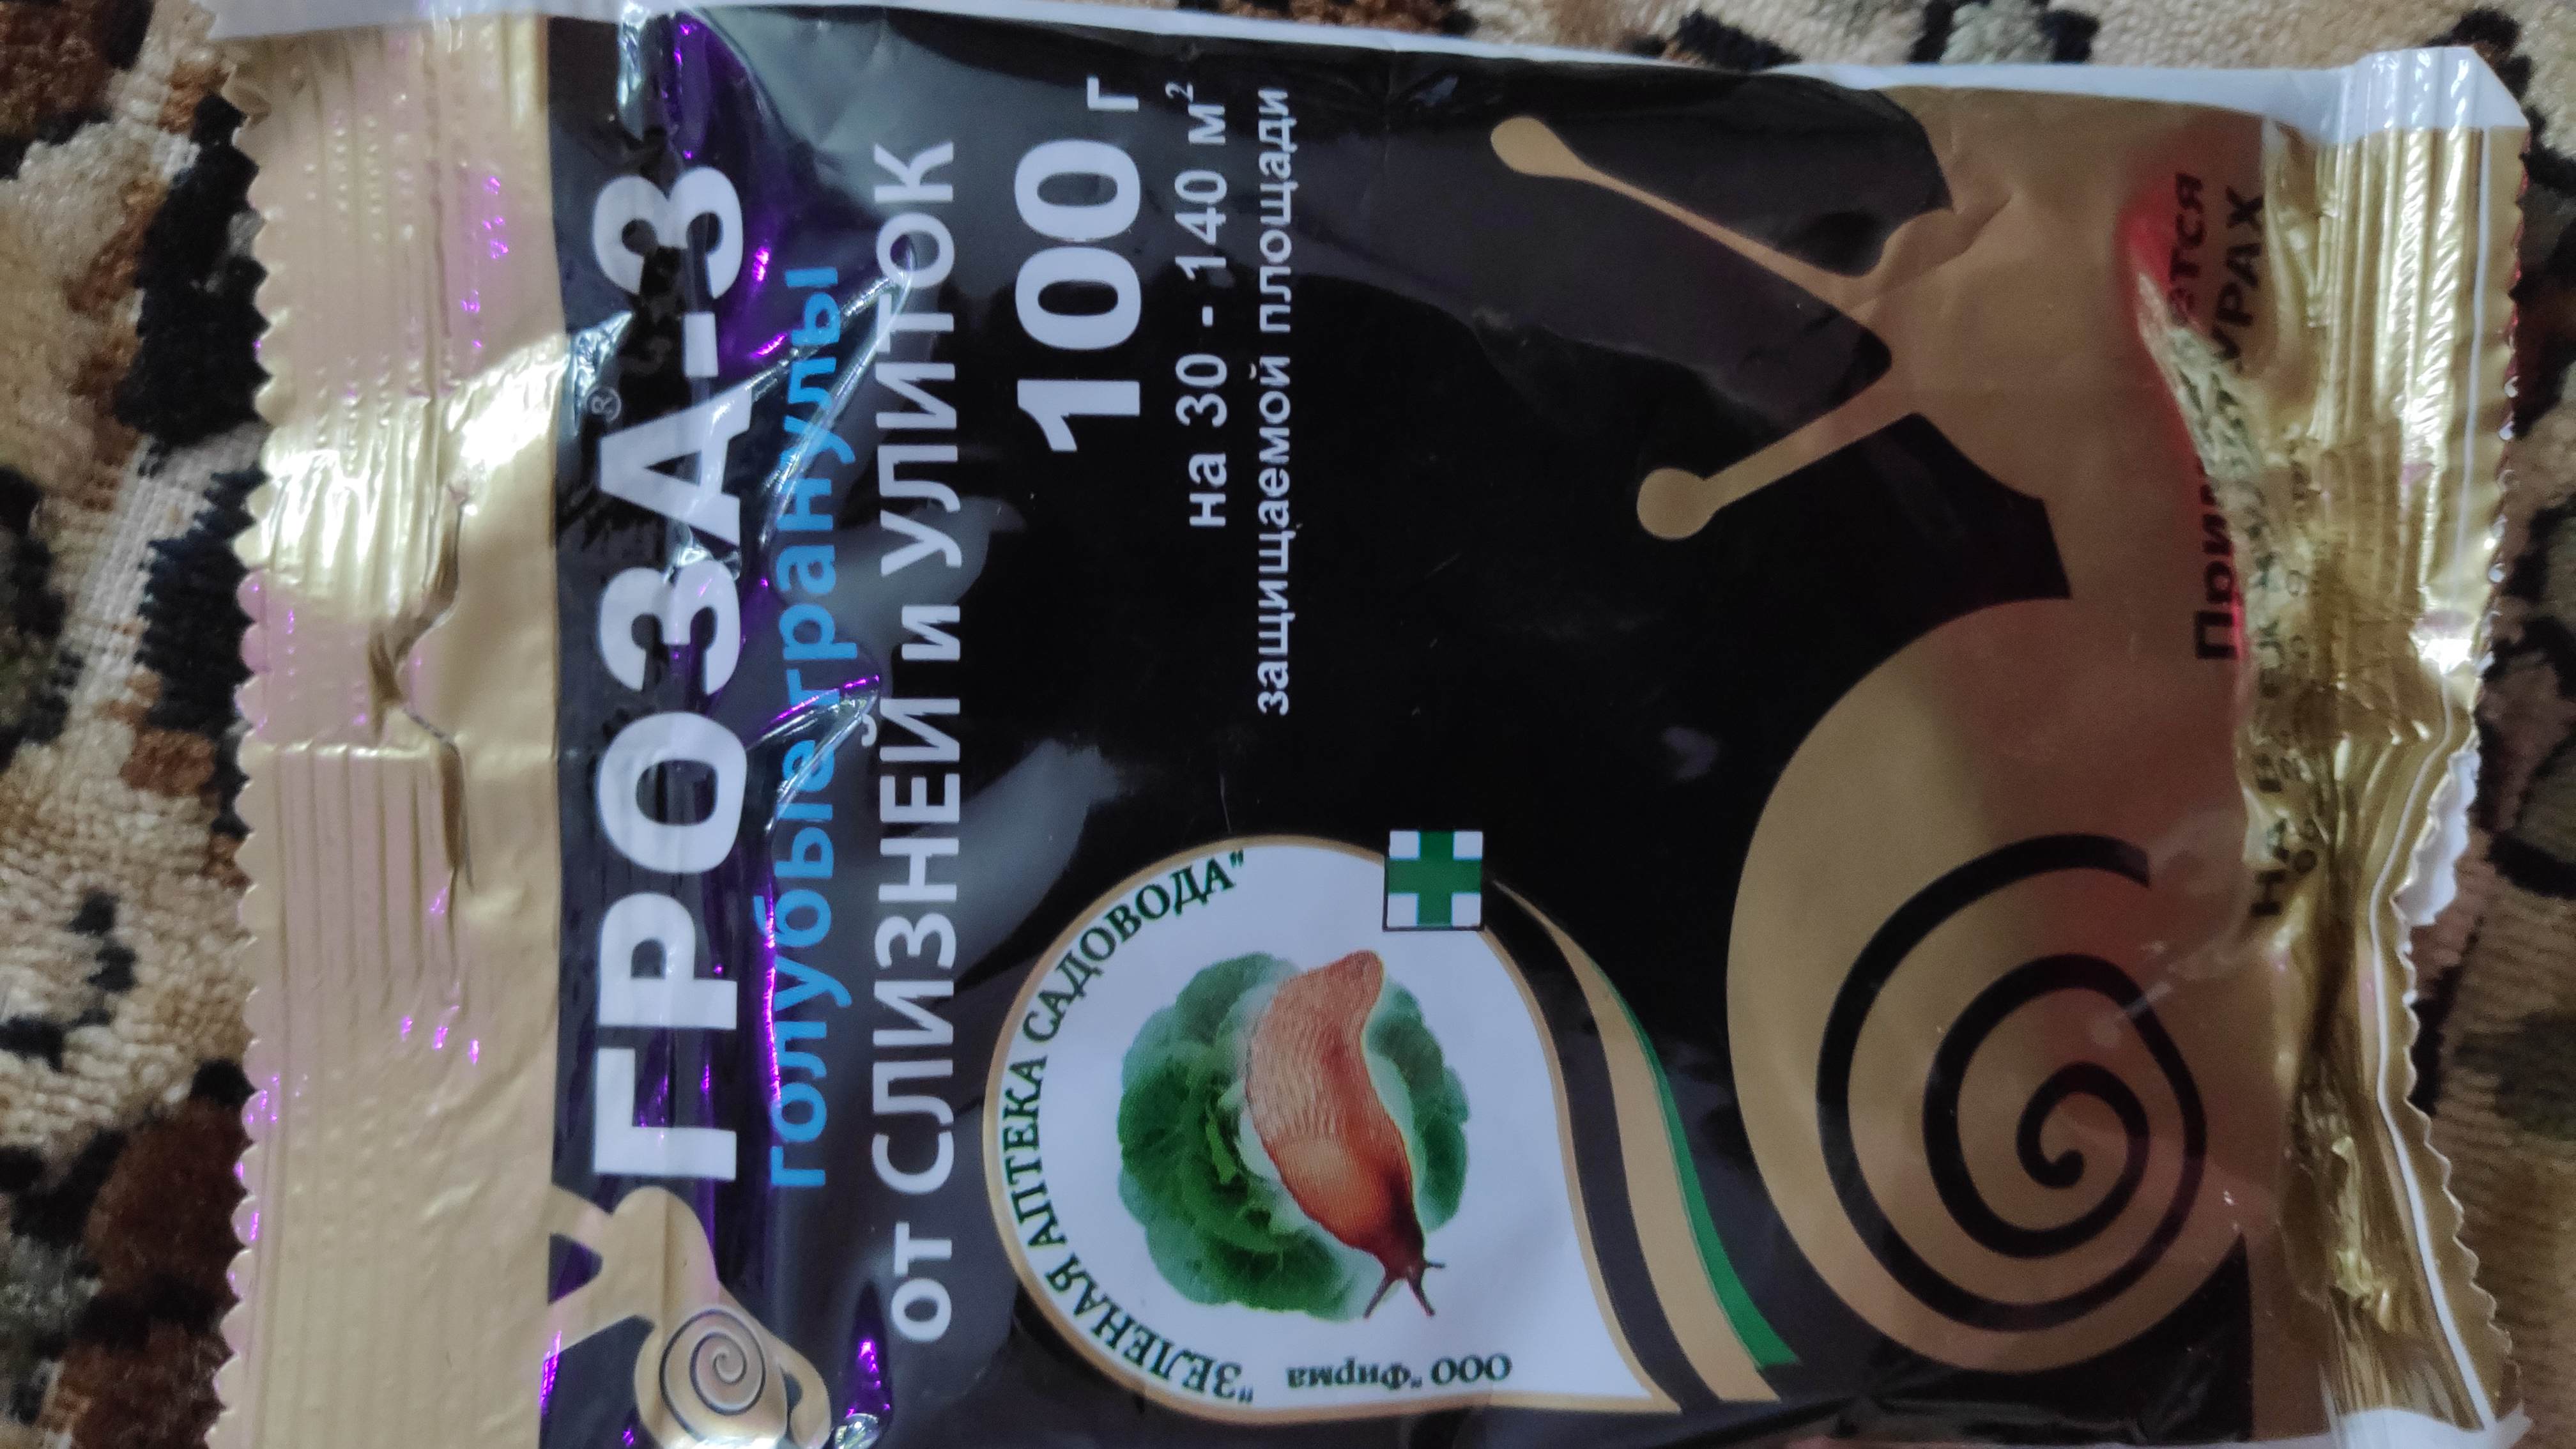 ГРОЗА-3®
голубые гранулы
от СЛИЗНЕЙ и УЛИТОК
100 г
на 30 - 140 м²
защищаемой площади
ООО "Фирма
"ЗЕЛЕНАЯ АПТЕКА САДОВОДА"